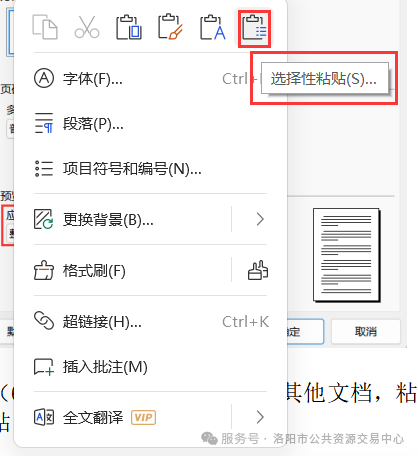 页
字体(F)...
Ctrl+
选择性粘贴(S)...
段落(P)...
项目符号和编号(N)...
预
应
更换背景(B)...
格式刷(F)
超链接(H)...
Ctrl+K
定
取消
插入批注(M)
其他文档，粘
全文翻译
VIP
服务号 · 洛阳市公共资源交易中心